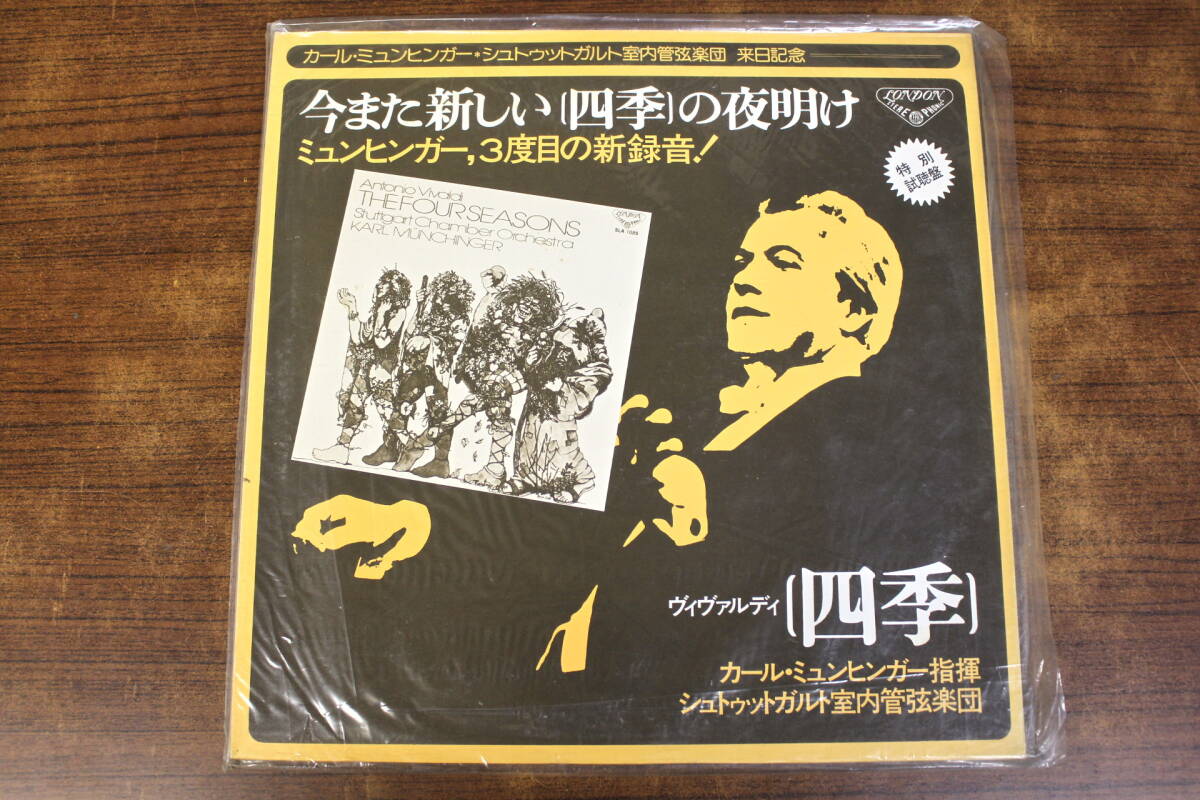 カール・ミュンヒンガー*シュトゥットガルト室内管弦楽団 来日記念
今また新しい〔四季〕の夜明け
ミュンヒンガー,3度目の新録音!
LONDON
STEREOPHONIC
特別
試聴盤
Antonio Vivaldi
THE FOUR SEASONS
Stuttgart Chamber Orchestra
KARL MÜNCHINGER
LONDON
ヴィヴァルディ〔四季〕
カール・ミュンヒンガー指揮
シュトゥットガルト室内管弦楽団